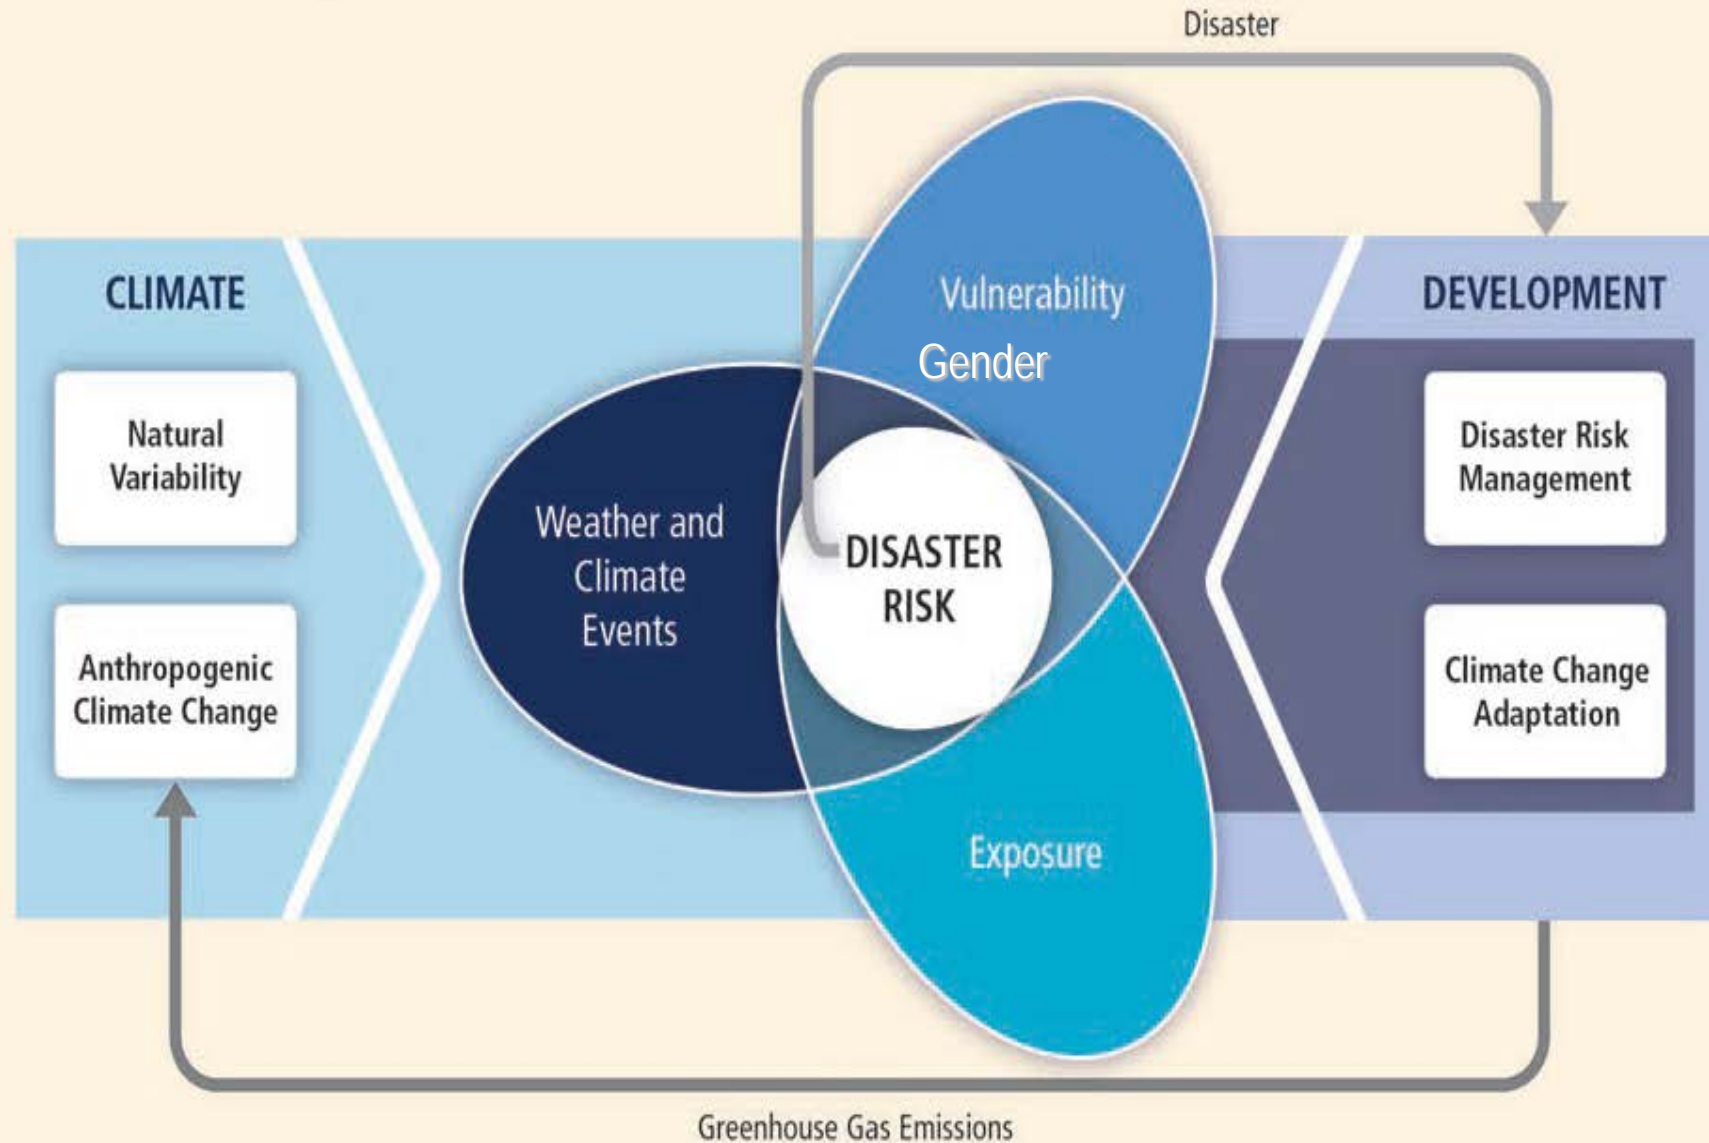 Disaster
CLIMATE
Natural
Variability
Anthropogenic
Climate Change
Weather and
Climate
Events
Vulnerability
Gender
DISASTER
RISK
Exposure
DEVELOPMENT
Disaster Risk
Management
Climate Change
Adaptation
Greenhouse Gas Emissions